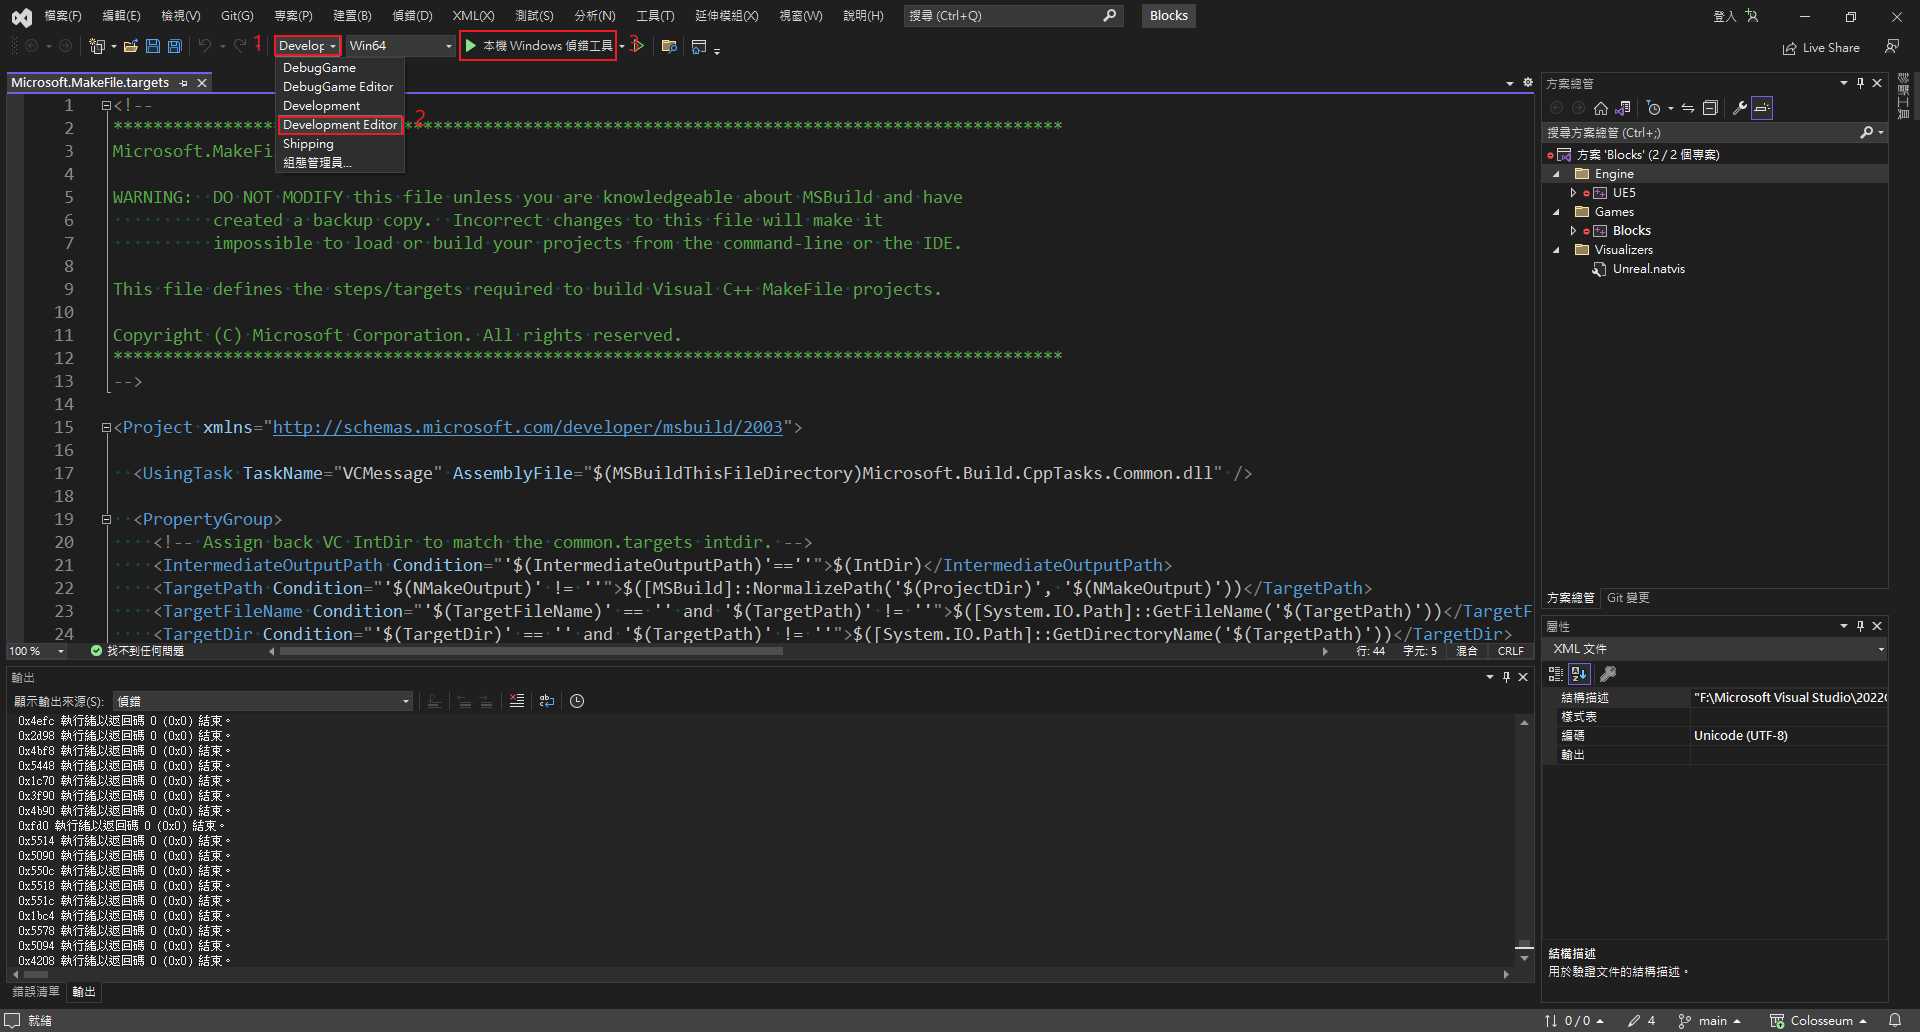 檔案(F) 編輯(E) 檢視(V) Git(G) 專案(P) 建置(B) 偵錯(D) XML(X) 測試(S) 分析(N) 工具(T) 延伸模組(X) 視窗(W) 說明(H) 搜尋 (Ctrl+Q) Blocks 登入
1 Develop Win64 本機 Windows 偵錯工具 3 Live Share
DebugGame
DebugGame Editor
Development
Development Editor 2
Shipping
組態管理員...
Microsoft.MakeFile.targets
1 <!--
2 ***********************************************************************************************
3 Microsoft.MakeFi
4
5 WARNING: DO NOT MODIFY this file unless you are knowledgeable about MSBuild and have
6 created a backup copy. Incorrect changes to this file will make it
7 impossible to load or build your projects from the command-line or the IDE.
8
9 This file defines the steps/targets required to build Visual C++ MakeFile projects.
10
11 Copyright (C) Microsoft Corporation. All rights reserved.
12 ***********************************************************************************************
13 -->
14
15 <Project xmlns="http://schemas.microsoft.com/developer/msbuild/2003">
16
17 <UsingTask TaskName="VCMessage" AssemblyFile="$(MSBuildThisFileDirectory)Microsoft.Build.CppTasks.Common.dll" />
18
19 <PropertyGroup>
20 <!-- Assign back VC IntDir to match the common.targets intdir. -->
21 <IntermediateOutputPath Condition="'$(IntermediateOutputPath)'==''">$(IntDir)</IntermediateOutputPath>
22 <TargetPath Condition="'$(NMakeOutput)' != ''">$([MSBuild]::NormalizePath('$(ProjectDir)', '$(NMakeOutput)'))</TargetPath>
23 <TargetFileName Condition="'$(TargetFileName)' == '' and '$(TargetPath)' != ''">$([System.IO.Path]::GetFileName('$(TargetPath)'))</TargetF
24 <TargetDir Condition="'$(TargetDir)' == '' and '$(TargetPath)' != ''">$([System.IO.Path]::GetDirectoryName('$(TargetPath)'))</TargetDir>
100 % 找不到任何問題 行: 44 字元: 5 混合 CRLF
輸出
顯示輸出來源(S): 偵錯
0x4efc 執行緒以返回碼 0 (0x0) 結束。
0x2d98 執行緒以返回碼 0 (0x0) 結束。
0x4bf8 執行緒以返回碼 0 (0x0) 結束。
0x5448 執行緒以返回碼 0 (0x0) 結束。
0x1c70 執行緒以返回碼 0 (0x0) 結束。
0x3f90 執行緒以返回碼 0 (0x0) 結束。
0x4b90 執行緒以返回碼 0 (0x0) 結束。
0xfd0 執行緒以返回碼 0 (0x0) 結束。
0x5514 執行緒以返回碼 0 (0x0) 結束。
0x5090 執行緒以返回碼 0 (0x0) 結束。
0x550c 執行緒以返回碼 0 (0x0) 結束。
0x5518 執行緒以返回碼 0 (0x0) 結束。
0x551c 執行緒以返回碼 0 (0x0) 結束。
0x1bc4 執行緒以返回碼 0 (0x0) 結束。
0x5578 執行緒以返回碼 0 (0x0) 結束。
0x5094 執行緒以返回碼 0 (0x0) 結束。
0x4208 執行緒以返回碼 0 (0x0) 結束。
錯誤清單 輸出
方案總管
搜尋方案總管 (Ctrl+;)
方案 'Blocks' (2 / 2 個專案)
Engine
UE5
Games
Blocks
Visualizers
Unreal.natvis
方案總管 Git 變更
屬性
XML 文件
結構描述 "F:\Microsoft Visual Studio\2022
樣式表
編碼 Unicode (UTF-8)
輸出
結構描述
用於驗證文件的結構描述。
診斷工具
就緒 0 / 0 4 main Colosseum